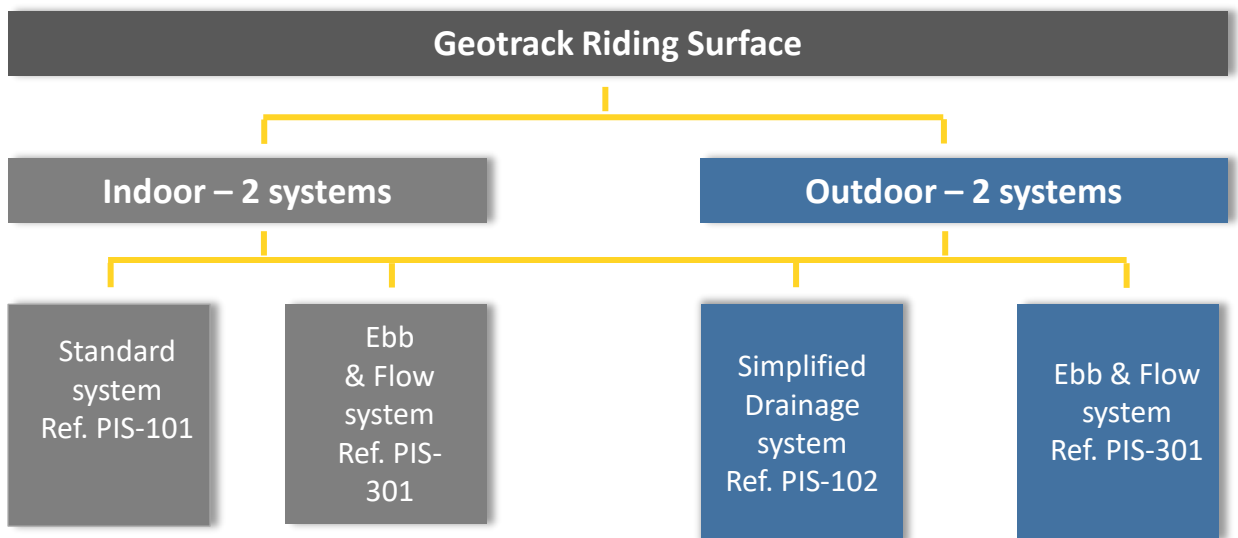 Geotrack Riding Surface
Indoor – 2 systems
Outdoor – 2 systems
Standard
system
Ref. PIS-101
Ebb
& Flow
system
Ref. PIS-
301
Simplified
Drainage
system
Ref. PIS-102
Ebb & Flow
system
Ref. PIS-301